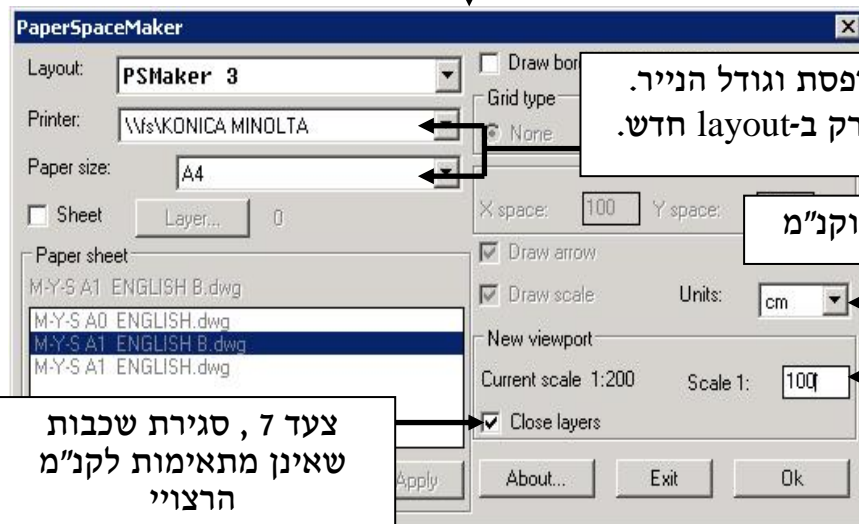 PaperSpaceMaker
Layout: PSMaker 3
Printer: \\fs\KONICA MINOLTA
Paper size: A4
Sheet Layer... 0
Paper sheet
M-Y-S A1 ENGLISH B.dwg
M-Y-S A0 ENGLISH.dwg
M-Y-S A1 ENGLISH B.dwg
M-Y-S A1 ENGLISH.dwg
Apply
Draw bor
Grid type
None
וגודל הנייר.
רק ב-layout חדש.
X space: 100 Y space:
וקנ"מ
Draw arrow
Draw scale Units: cm
New viewport
Current scale 1:200 Scale 1: 100
Close layers
About... Exit Ok
צעד 7 , סגירת שכבות
שאינן מתאימות לקנ"מ
הרצויי